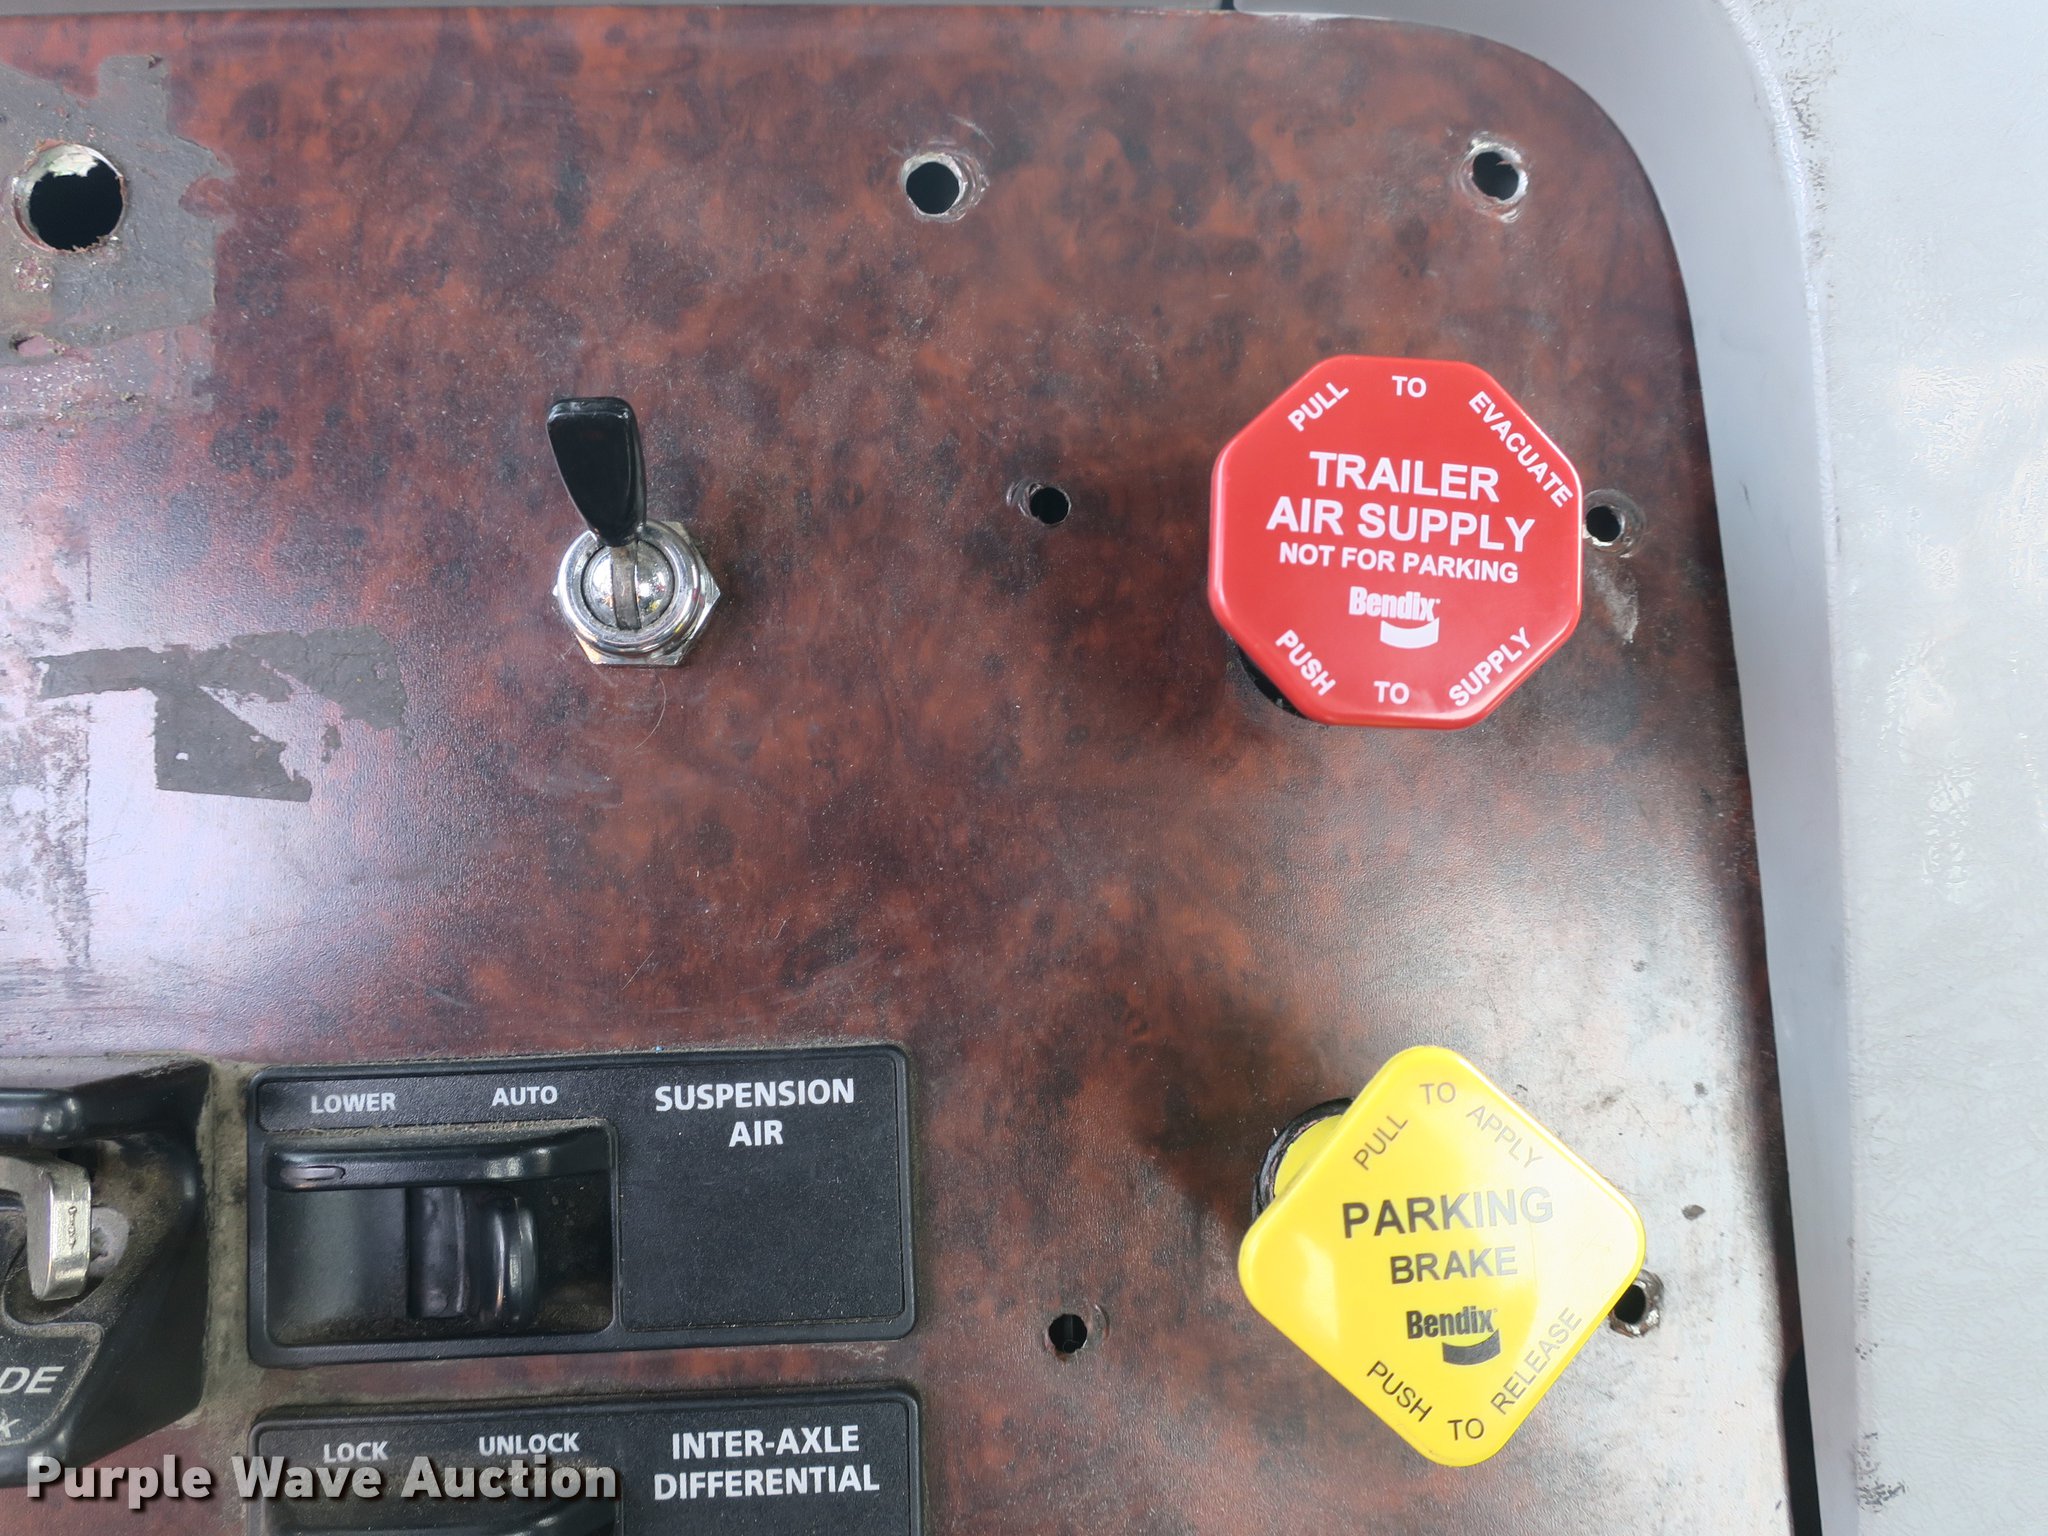 PULL TO EVACUATE
TRAILER
AIR SUPPLY
NOT FOR PARKING
Bendix
PUSH TO SUPPLY
PULL TO APPLY
PARKING
BRAKE
Bendix
PUSH TO RELEASE
LOWER AUTO
SUSPENSION
AIR
LOCK UNLOCK
INTER-AXLE
DIFFERENTIAL
DE
Purple Wave Auction